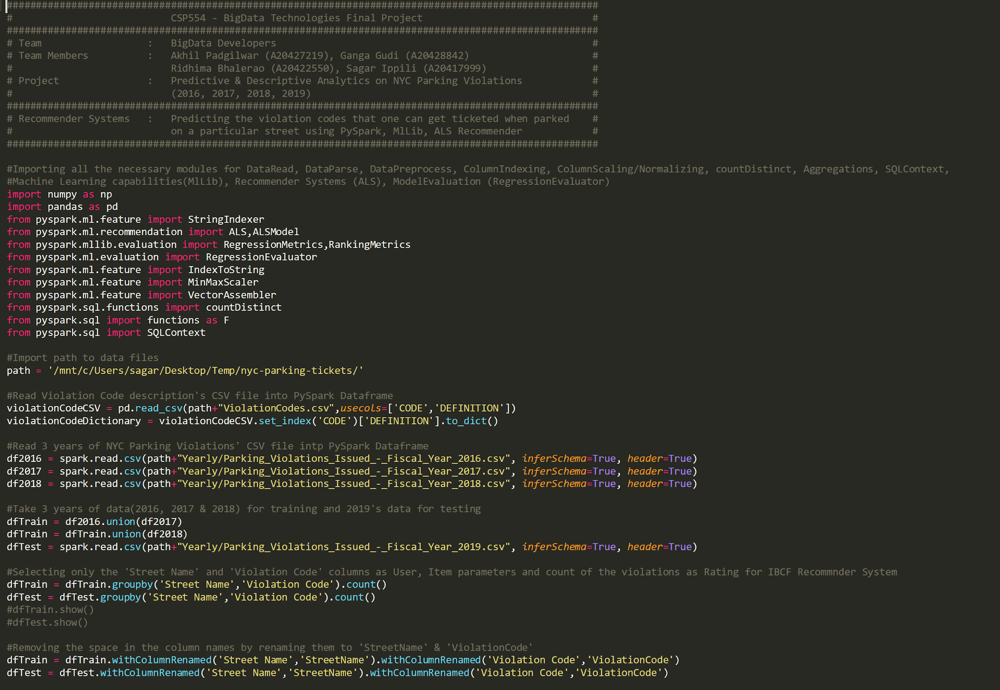 #####################################################################################################
#                           CSP554 - BigData Technologies Final Project                             #
#####################################################################################################
# Team                  :   BigData Developers                                                      #
# Team Members          :   Akhil Padgilwar (A20427219), Ganga Gudi (A20428842)                     #
#                           Ridhima Bhalerao (A20422550), Sagar Ippili (A20417999)                  #
# Project               :   Predictive & Descriptive Analytics on NYC Parking Violations            #
#                           (2016, 2017, 2018, 2019)                                                #
#####################################################################################################
# Recommender Systems   :   Predicting the violation codes that one can get ticketed when parked    #
#                           on a particular street using PySpark, MlLib, ALS Recommender            #
#####################################################################################################

#Importing all the necessary modules for DataRead, DataParse, DataPreprocess, ColumnIndexing, ColumnScaling/Normalizing, countDistinct, Aggregations, SQLContext,
#Machine Learning capabilities(MlLib), Recommender Systems (ALS), ModelEvaluation (RegressionEvaluator)
import numpy as np
import pandas as pd
from pyspark.ml.feature import StringIndexer
from pyspark.ml.recommendation import ALS,ALSModel
from pyspark.mllib.evaluation import RegressionMetrics,RankingMetrics
from pyspark.ml.evaluation import RegressionEvaluator
from pyspark.ml.feature import IndexToString
from pyspark.ml.feature import MinMaxScaler
from pyspark.ml.feature import VectorAssembler
from pyspark.sql.functions import countDistinct
from pyspark.sql import functions as F
from pyspark.sql import SQLContext

#Import path to data files
path = '/mnt/c/Users/sagar/Desktop/Temp/nyc-parking-tickets/'

#Read Violation Code description's CSV file into PySpark Dataframe
violationCodeCSV = pd.read_csv(path+"ViolationCodes.csv",usecols=['CODE','DEFINITION'])
violationCodeDictionary = violationCodeCSV.set_index('CODE')['DEFINITION'].to_dict()

#Read 3 years of NYC Parking Violations' CSV file intp PySpark Dataframe
df2016 = spark.read.csv(path+"Yearly/Parking_Violations_Issued_-_Fiscal_Year_2016.csv", inferSchema=True, header=True)
df2017 = spark.read.csv(path+"Yearly/Parking_Violations_Issued_-_Fiscal_Year_2017.csv", inferSchema=True, header=True)
df2018 = spark.read.csv(path+"Yearly/Parking_Violations_Issued_-_Fiscal_Year_2018.csv", inferSchema=True, header=True)

#Take 3 years of data(2016, 2017 & 2018) for training and 2019's data for testing
dfTrain = df2016.union(df2017)
dfTrain = dfTrain.union(df2018)
dfTest = spark.read.csv(path+"Yearly/Parking_Violations_Issued_-_Fiscal_Year_2019.csv", inferSchema=True, header=True)

#Selecting only the 'Street Name' and 'Violation Code' columns as User, Item parameters and count of the violations as Rating for IBCF Recommnder System
dfTrain = dfTrain.groupby('Street Name','Violation Code').count()
dfTest = dfTest.groupby('Street Name','Violation Code').count()
#dfTrain.show()
#dfTest.show()

#Removing the space in the column names by renaming them to 'StreetName' & 'ViolationCode'
dfTrain = dfTrain.withColumnRenamed('Street Name','StreetName').withColumnRenamed('Violation Code','ViolationCode')
dfTest = dfTest.withColumnRenamed('Street Name','StreetName').withColumnRenamed('Violation Code','ViolationCode')